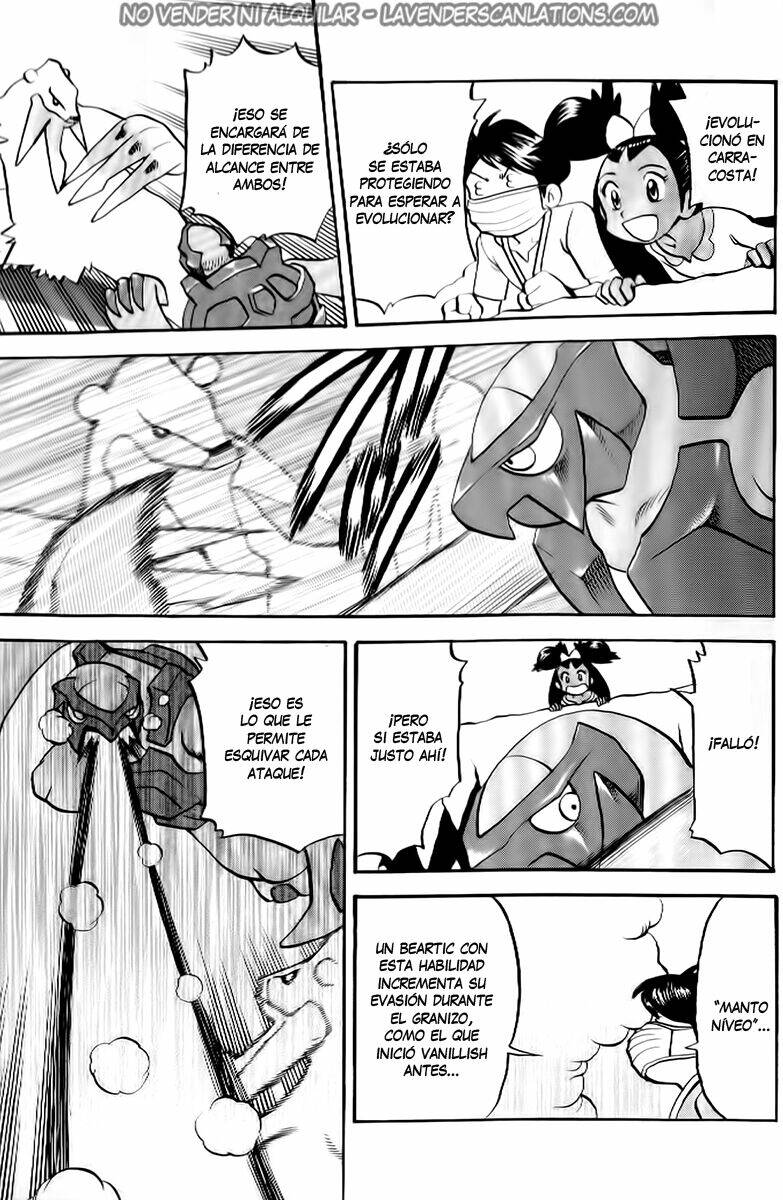 NO VENDER NI ALQUILAR - LAVENDERSCANLATIONS.COM
¡EVOLU-
CIONÓ EN
CARRA-
COSTA!
¿SÓLO
SE ESTABA
PROTEGIENDO
PARA ESPERAR A
EVOLUCIONAR?
¡ESO SE
ENCARGARÁ DE
LA DIFERENCIA DE
ALCANCE ENTRE
AMBOS!
¡FALLÓ!
¡PERO
SI ESTABA
JUSTO AHÍ!
"MANTO
NÍVEO"...
UN BEARTIC CON
ESTA HABILIDAD
INCREMENTA SU
EVASIÓN DURANTE
EL GRANIZO,
COMO EL QUE
INICIÓ VANILLISH
ANTES...
¡ESO ES
LO QUE LE
PERMITE
ESQUIVAR CADA
ATAQUE!